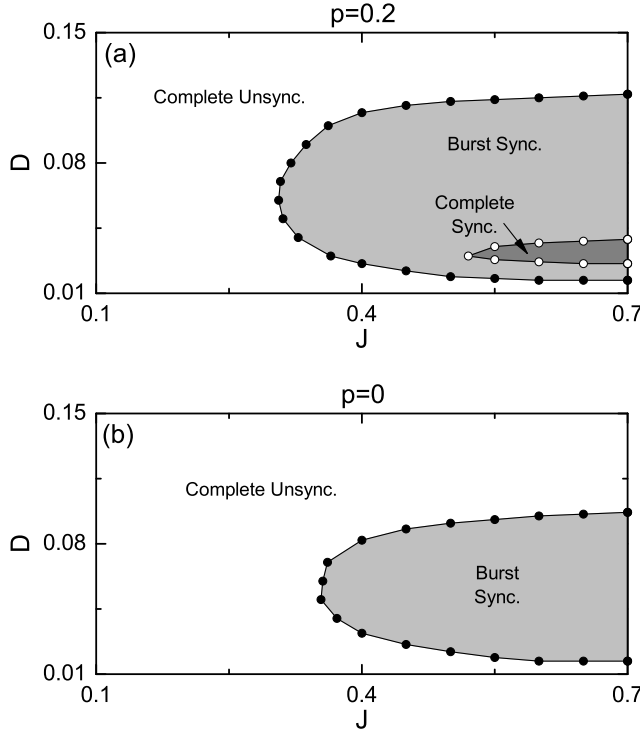 p=0.2
0.15
(a)
Complete Unsync.
Burst Sync.
D
0.08
Complete
Sync.
0.01
0.1
0.4
0.7
J
p=0
0.15
(b)
Complete Unsync.
D
0.08
Burst
Sync.
0.01
0.1
0.4
0.7
J